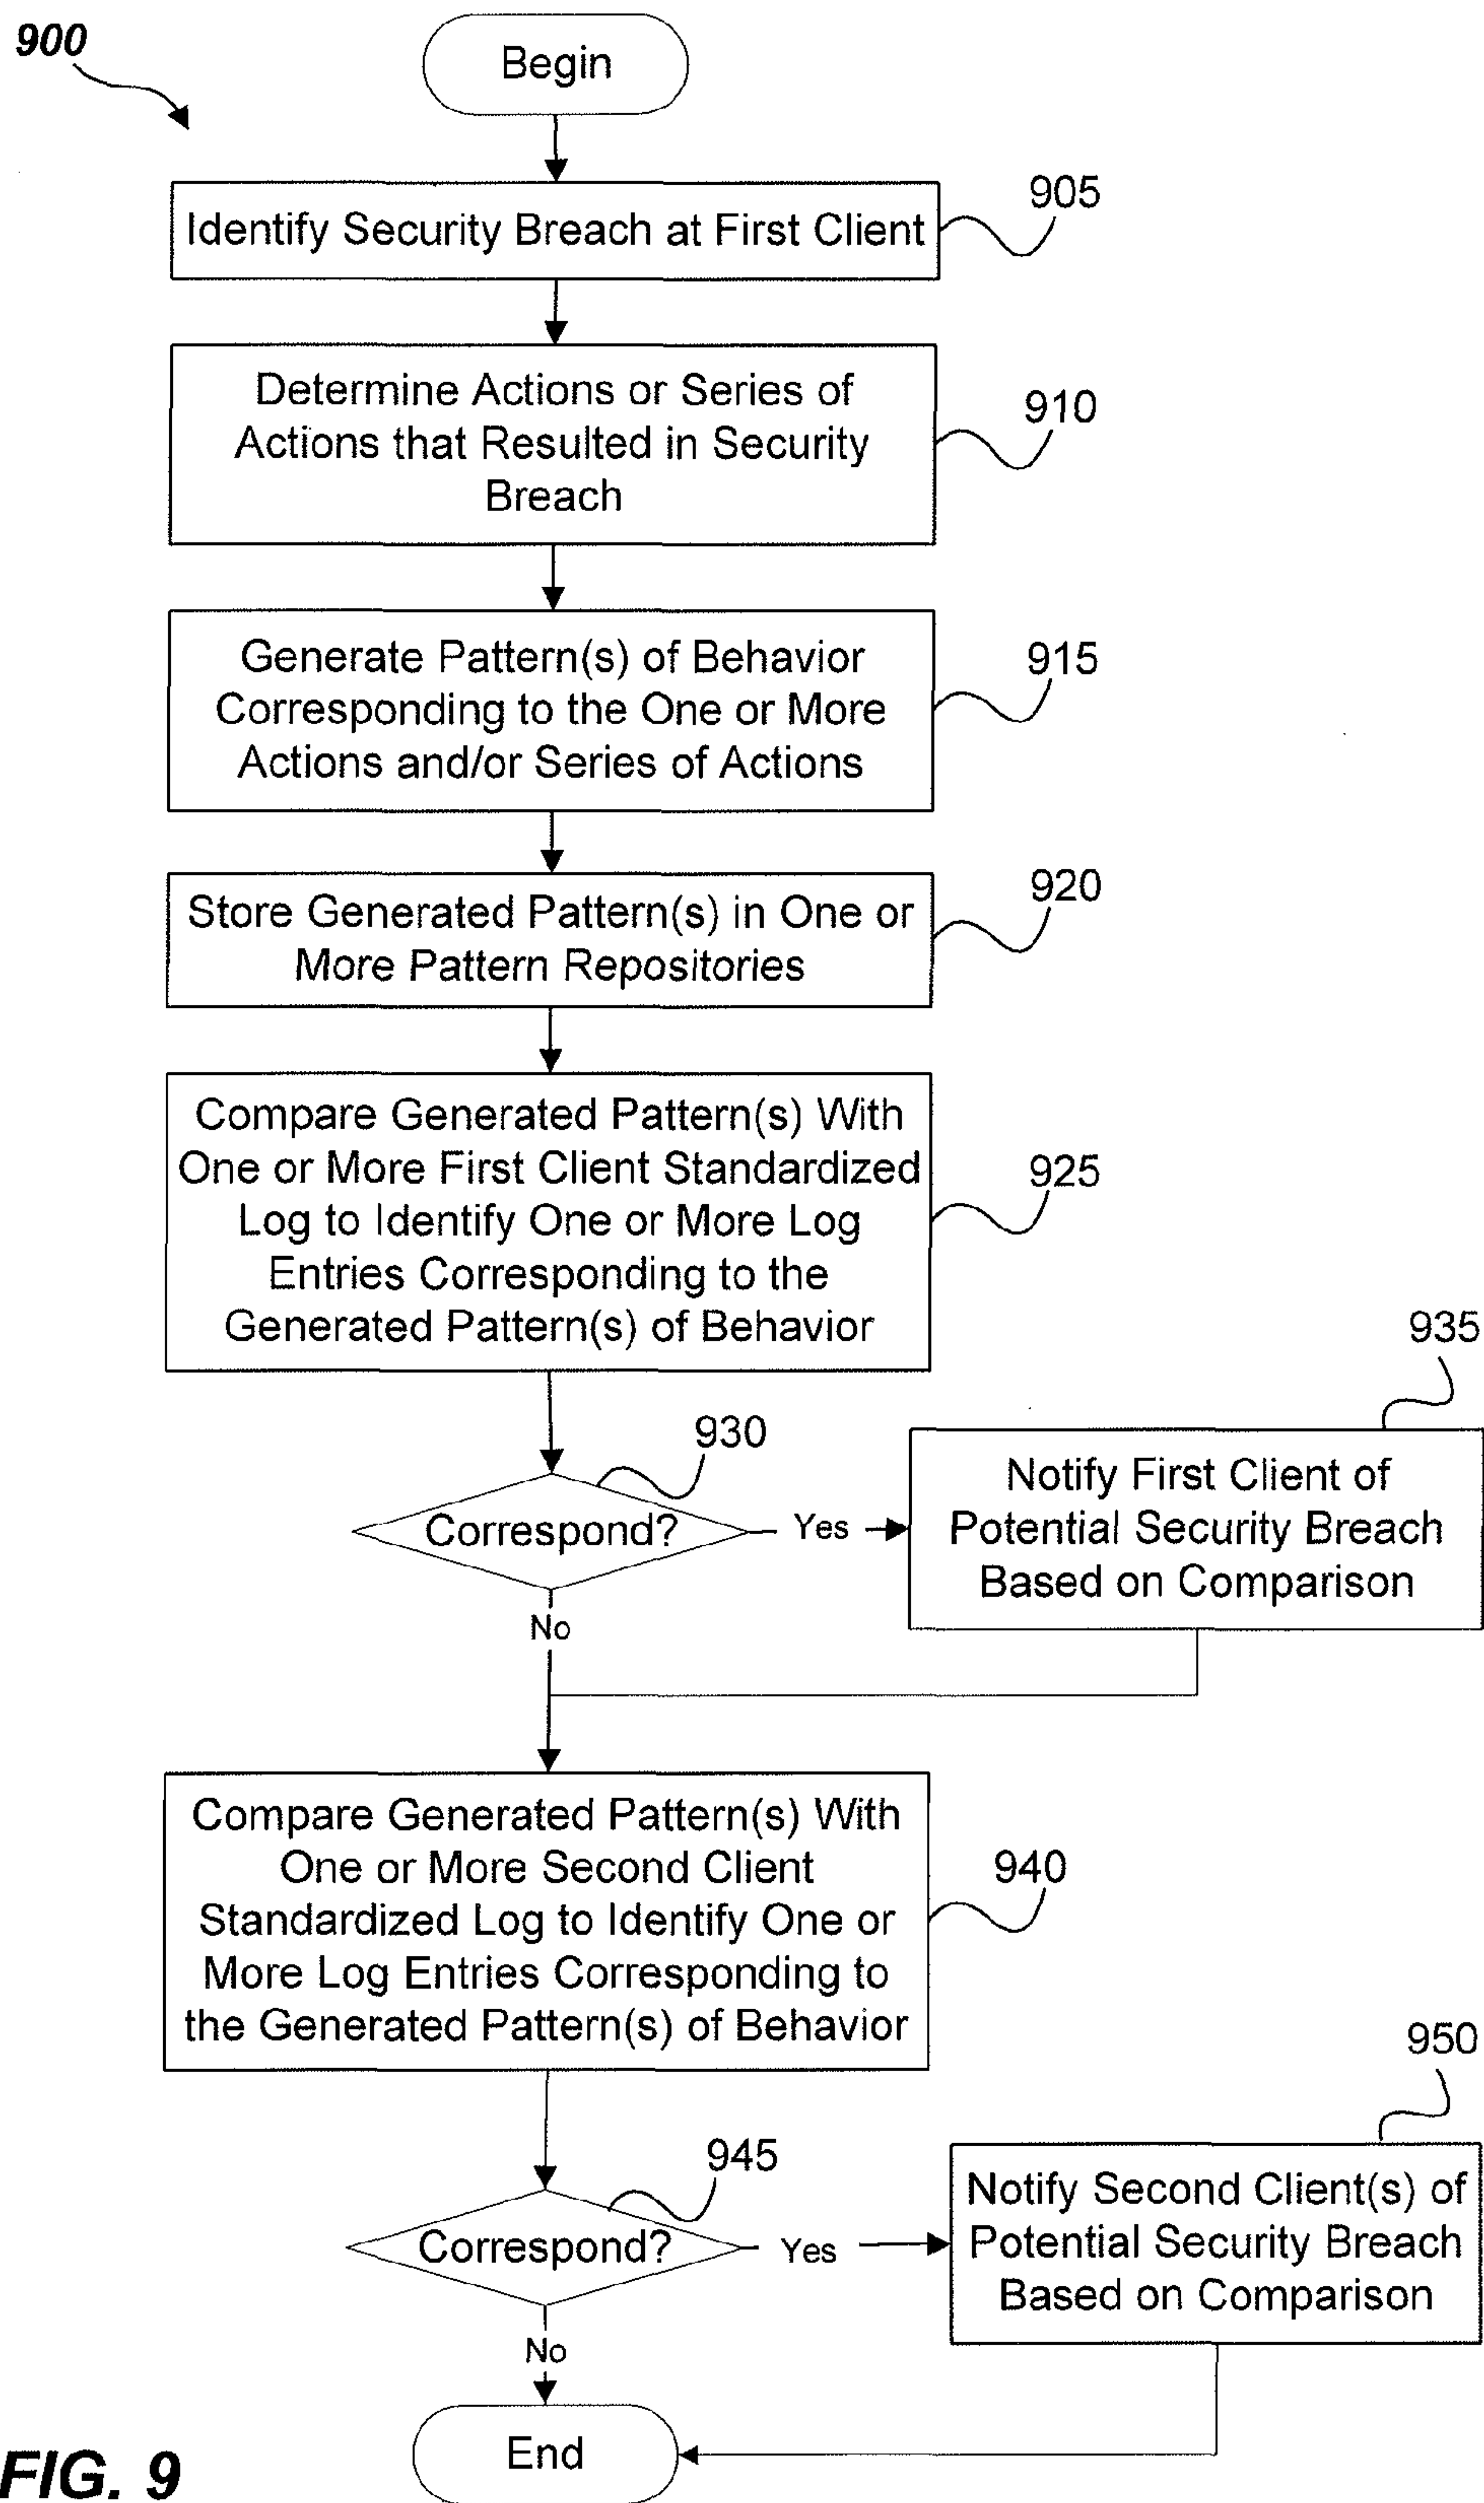 900
Begin
Identify Security Breach at First Client
905
Determine Actions or Series of
Actions that Resulted in Security
Breach
910
Generate Pattern(s) of Behavior
Corresponding to the One or More
Actions and/or Series of Actions
915
Store Generated Pattern(s) in One or
More Pattern Repositories
920
Compare Generated Pattern(s) With
One or More First Client Standardized
Log to Identify One or More Log
Entries Corresponding to the
Generated Pattern(s) of Behavior
925
930
Correspond?
Yes
935
Notify First Client of
Potential Security Breach
Based on Comparison
No
Compare Generated Pattern(s) With
One or More Second Client
Standardized Log to Identify One or
More Log Entries Corresponding to
the Generated Pattern(s) of Behavior
940
945
Correspond?
Yes
950
Notify Second Client(s) of
Potential Security Breach
Based on Comparison
No
End
FIG. 9